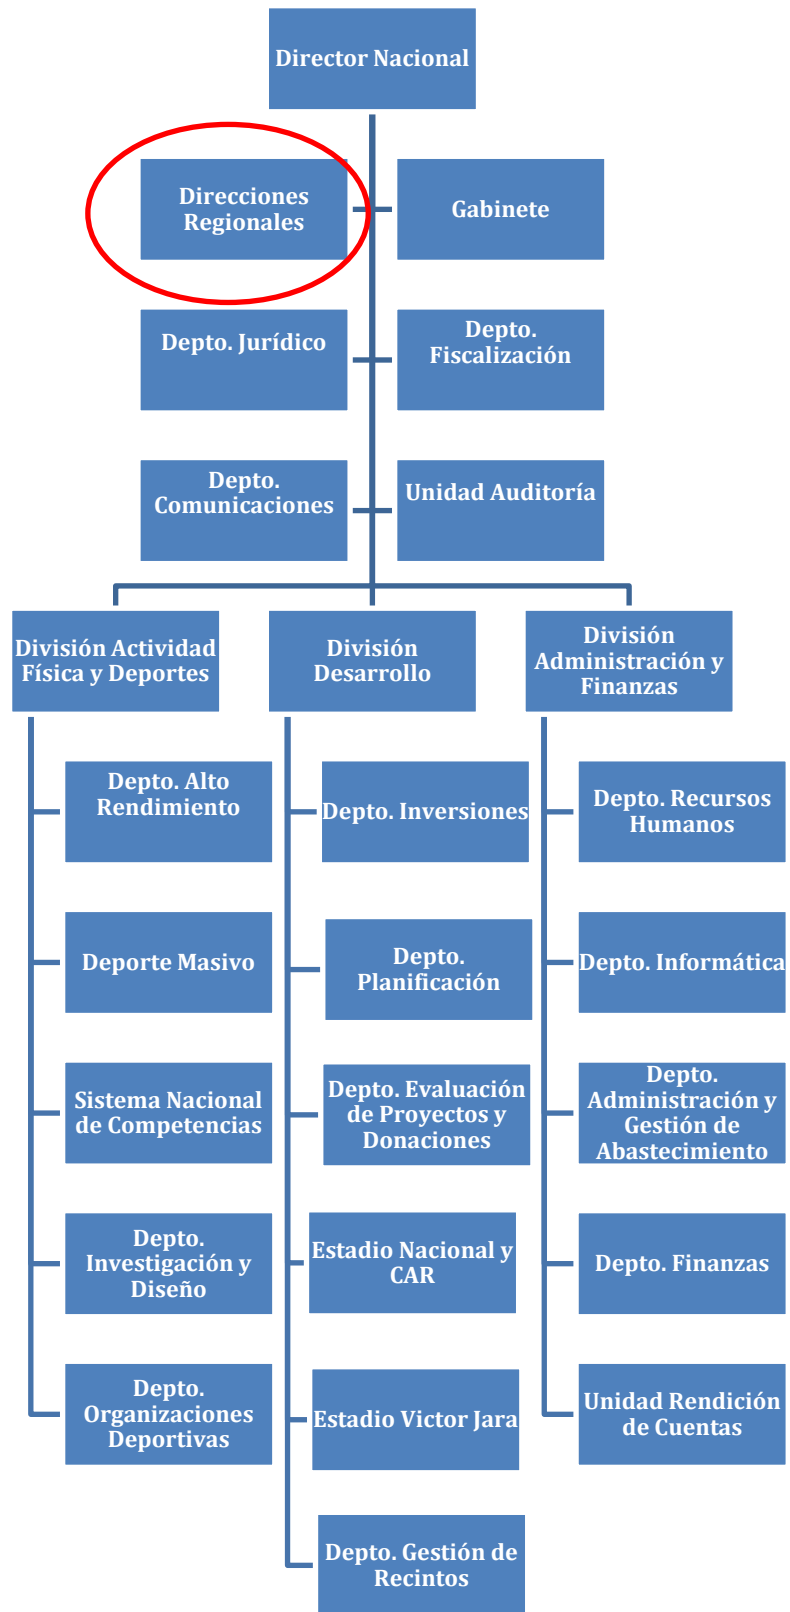 Director Nacional
Direcciones
Regionales
Gabinete
Depto. Jurídico
Depto.
Fiscalización
Depto.
Comunicaciones
Unidad Auditoría
División Actividad
Física y Deportes
División
Desarrollo
División
Administración y
Finanzas
Depto. Alto
Rendimiento
Deporte Masivo
Sistema Nacional
de Competencias
Depto.
Investigación y
Diseño
Depto.
Organizaciones
Deportivas
Depto. Inversiones
Depto.
Planificación
Depto. Evaluación
de Proyectos y
Donaciones
Estadio Nacional y
CAR
Estadio Victor Jara
Depto. Gestión de
Recintos
Depto. Recursos
Humanos
Depto. Informática
Depto.
Administración y
Gestión de
Abastecimiento
Depto. Finanzas
Unidad Rendición
de Cuentas